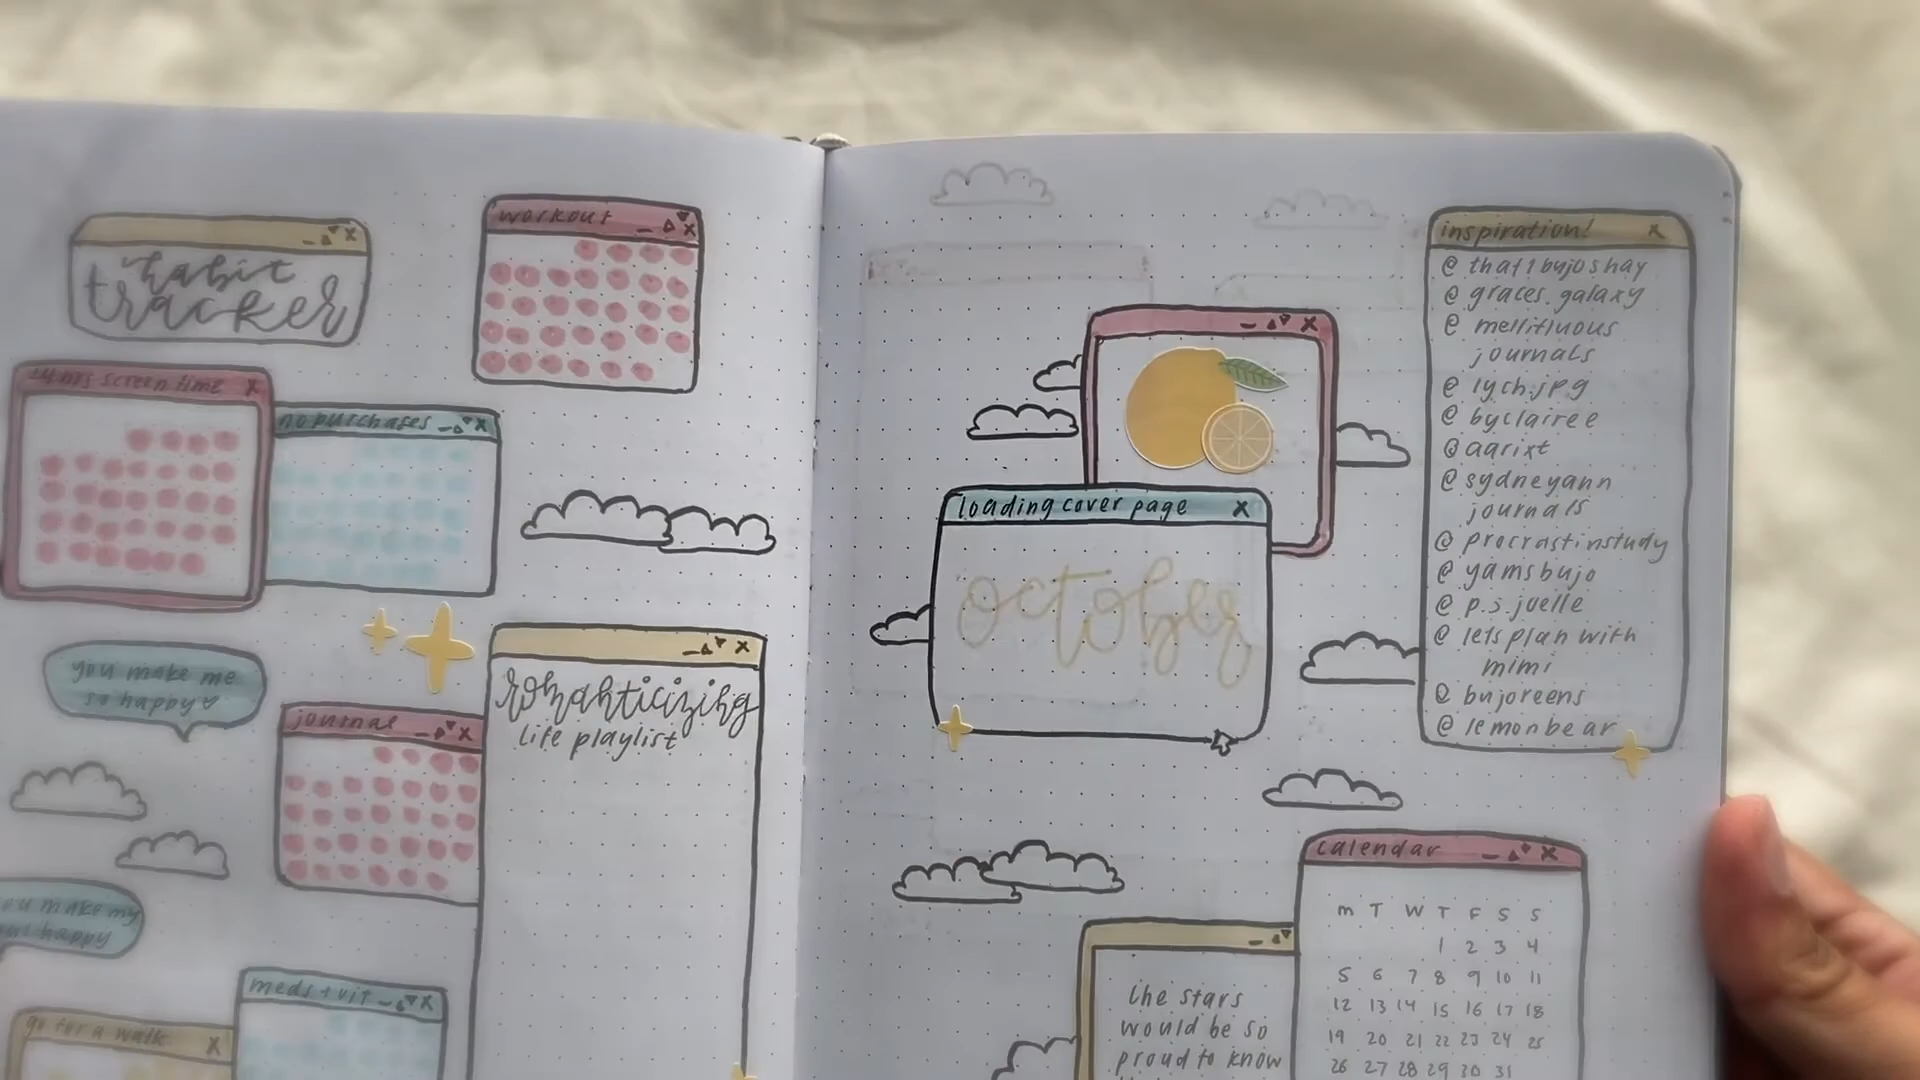 habit
tracker
workout
hrs screen time
no purchases
you make me
so happy
journal
romanticizing
life playlist
you make my
happy
meds + vit
go for a walk
loading cover page
october
inspiration!
@ that1bujoshay
@ graces.galaxy
@ mellifluous
journals
@ lych.jpg
@ byclairee
@aarixt
@ sydneyann
journals
@ procrastinstudy
@ yamsbujo
@ p.s.juelle
@ lets plan with
mimi
@ bujoreens
@ lemonbear
calendar
m T W T F S S
1 2 3 4
5 6 7 8 9 10 11
12 13 14 15 16 17 18
19 20 21 22 23 24 25
26 27 28 29 30 31
the stars
would be so
proud to know